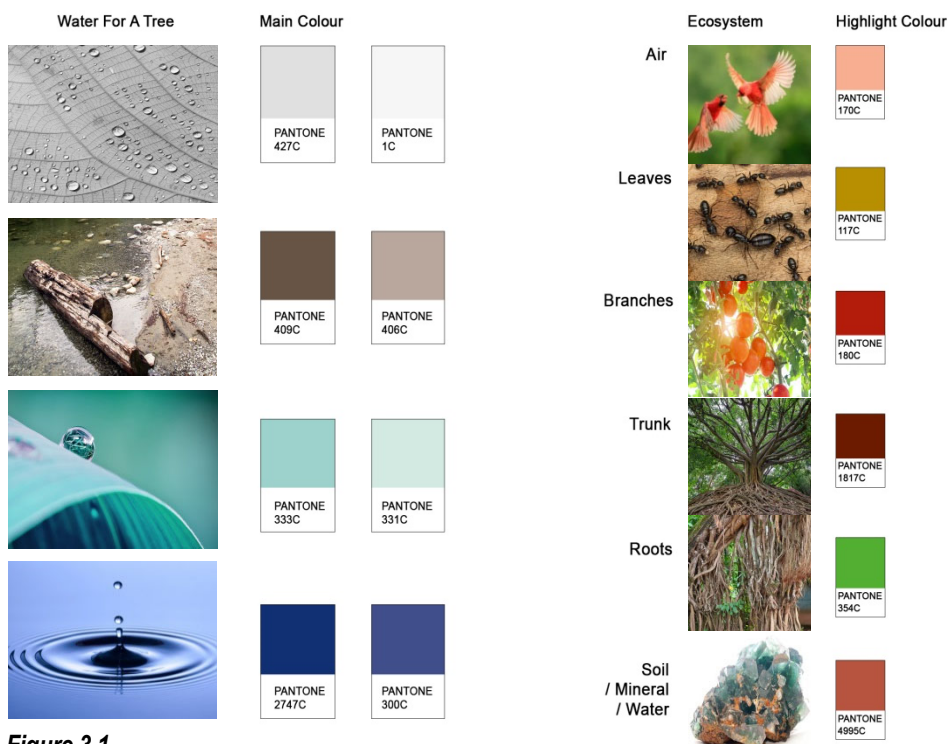 Water For A Tree
Main Colour
PANTONE
427C
PANTONE
1C
PANTONE
409C
PANTONE
406C
PANTONE
333C
PANTONE
331C
PANTONE
2747C
PANTONE
300C
Ecosystem
Highlight Colour
Air
PANTONE
170C
Leaves
PANTONE
117C
Branches
PANTONE
180C
Trunk
PANTONE
1817C
Roots
PANTONE
354C
Soil
/ Mineral
/ Water
PANTONE
4995C
Figure 2.1